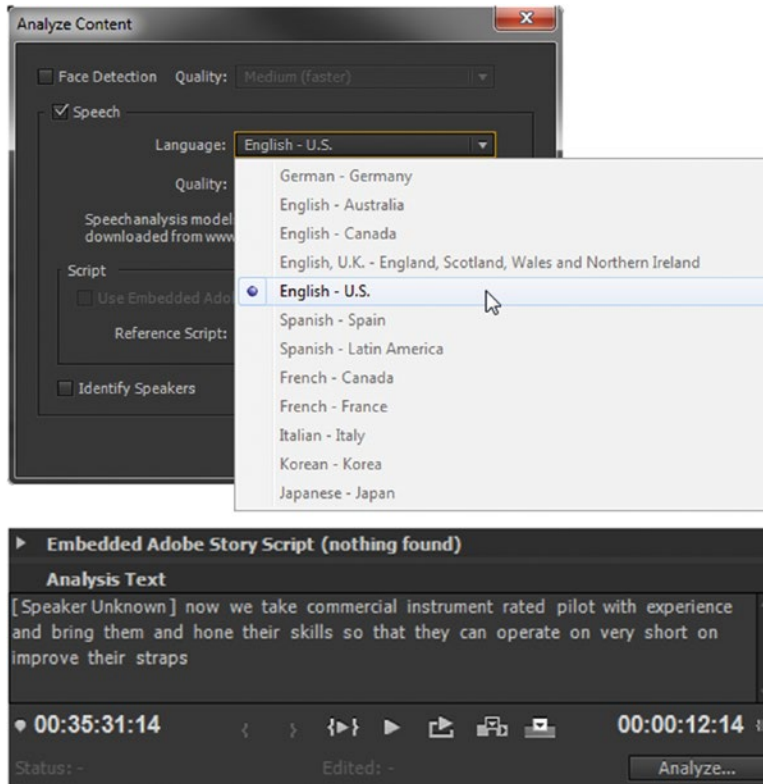 Analyze Content
Face Detection Quality: Medium (faster)
Speech
Language: English - U.S.
German - Germany
Quality:
English - Australia
Speech analysis model
English - Canada
downloaded from www
English, U.K. - England, Scotland, Wales and Northern Ireland
Script
English - U.S.
Use Embedded Ado
Spanish - Spain
Reference Script:
Spanish - Latin America
French - Canada
Identify Speakers
French - France
Italian - Italy
Korean - Korea
Japanese - Japan
Embedded Adobe Story Script (nothing found)
Analysis Text
[Speaker Unknown] now we take commercial instrument rated pilot with experience
and bring them and hone their skills so that they can operate on very short on
improve their straps
00:35:31:14 00:00:12:14
Status: - Edited: - Analyze...